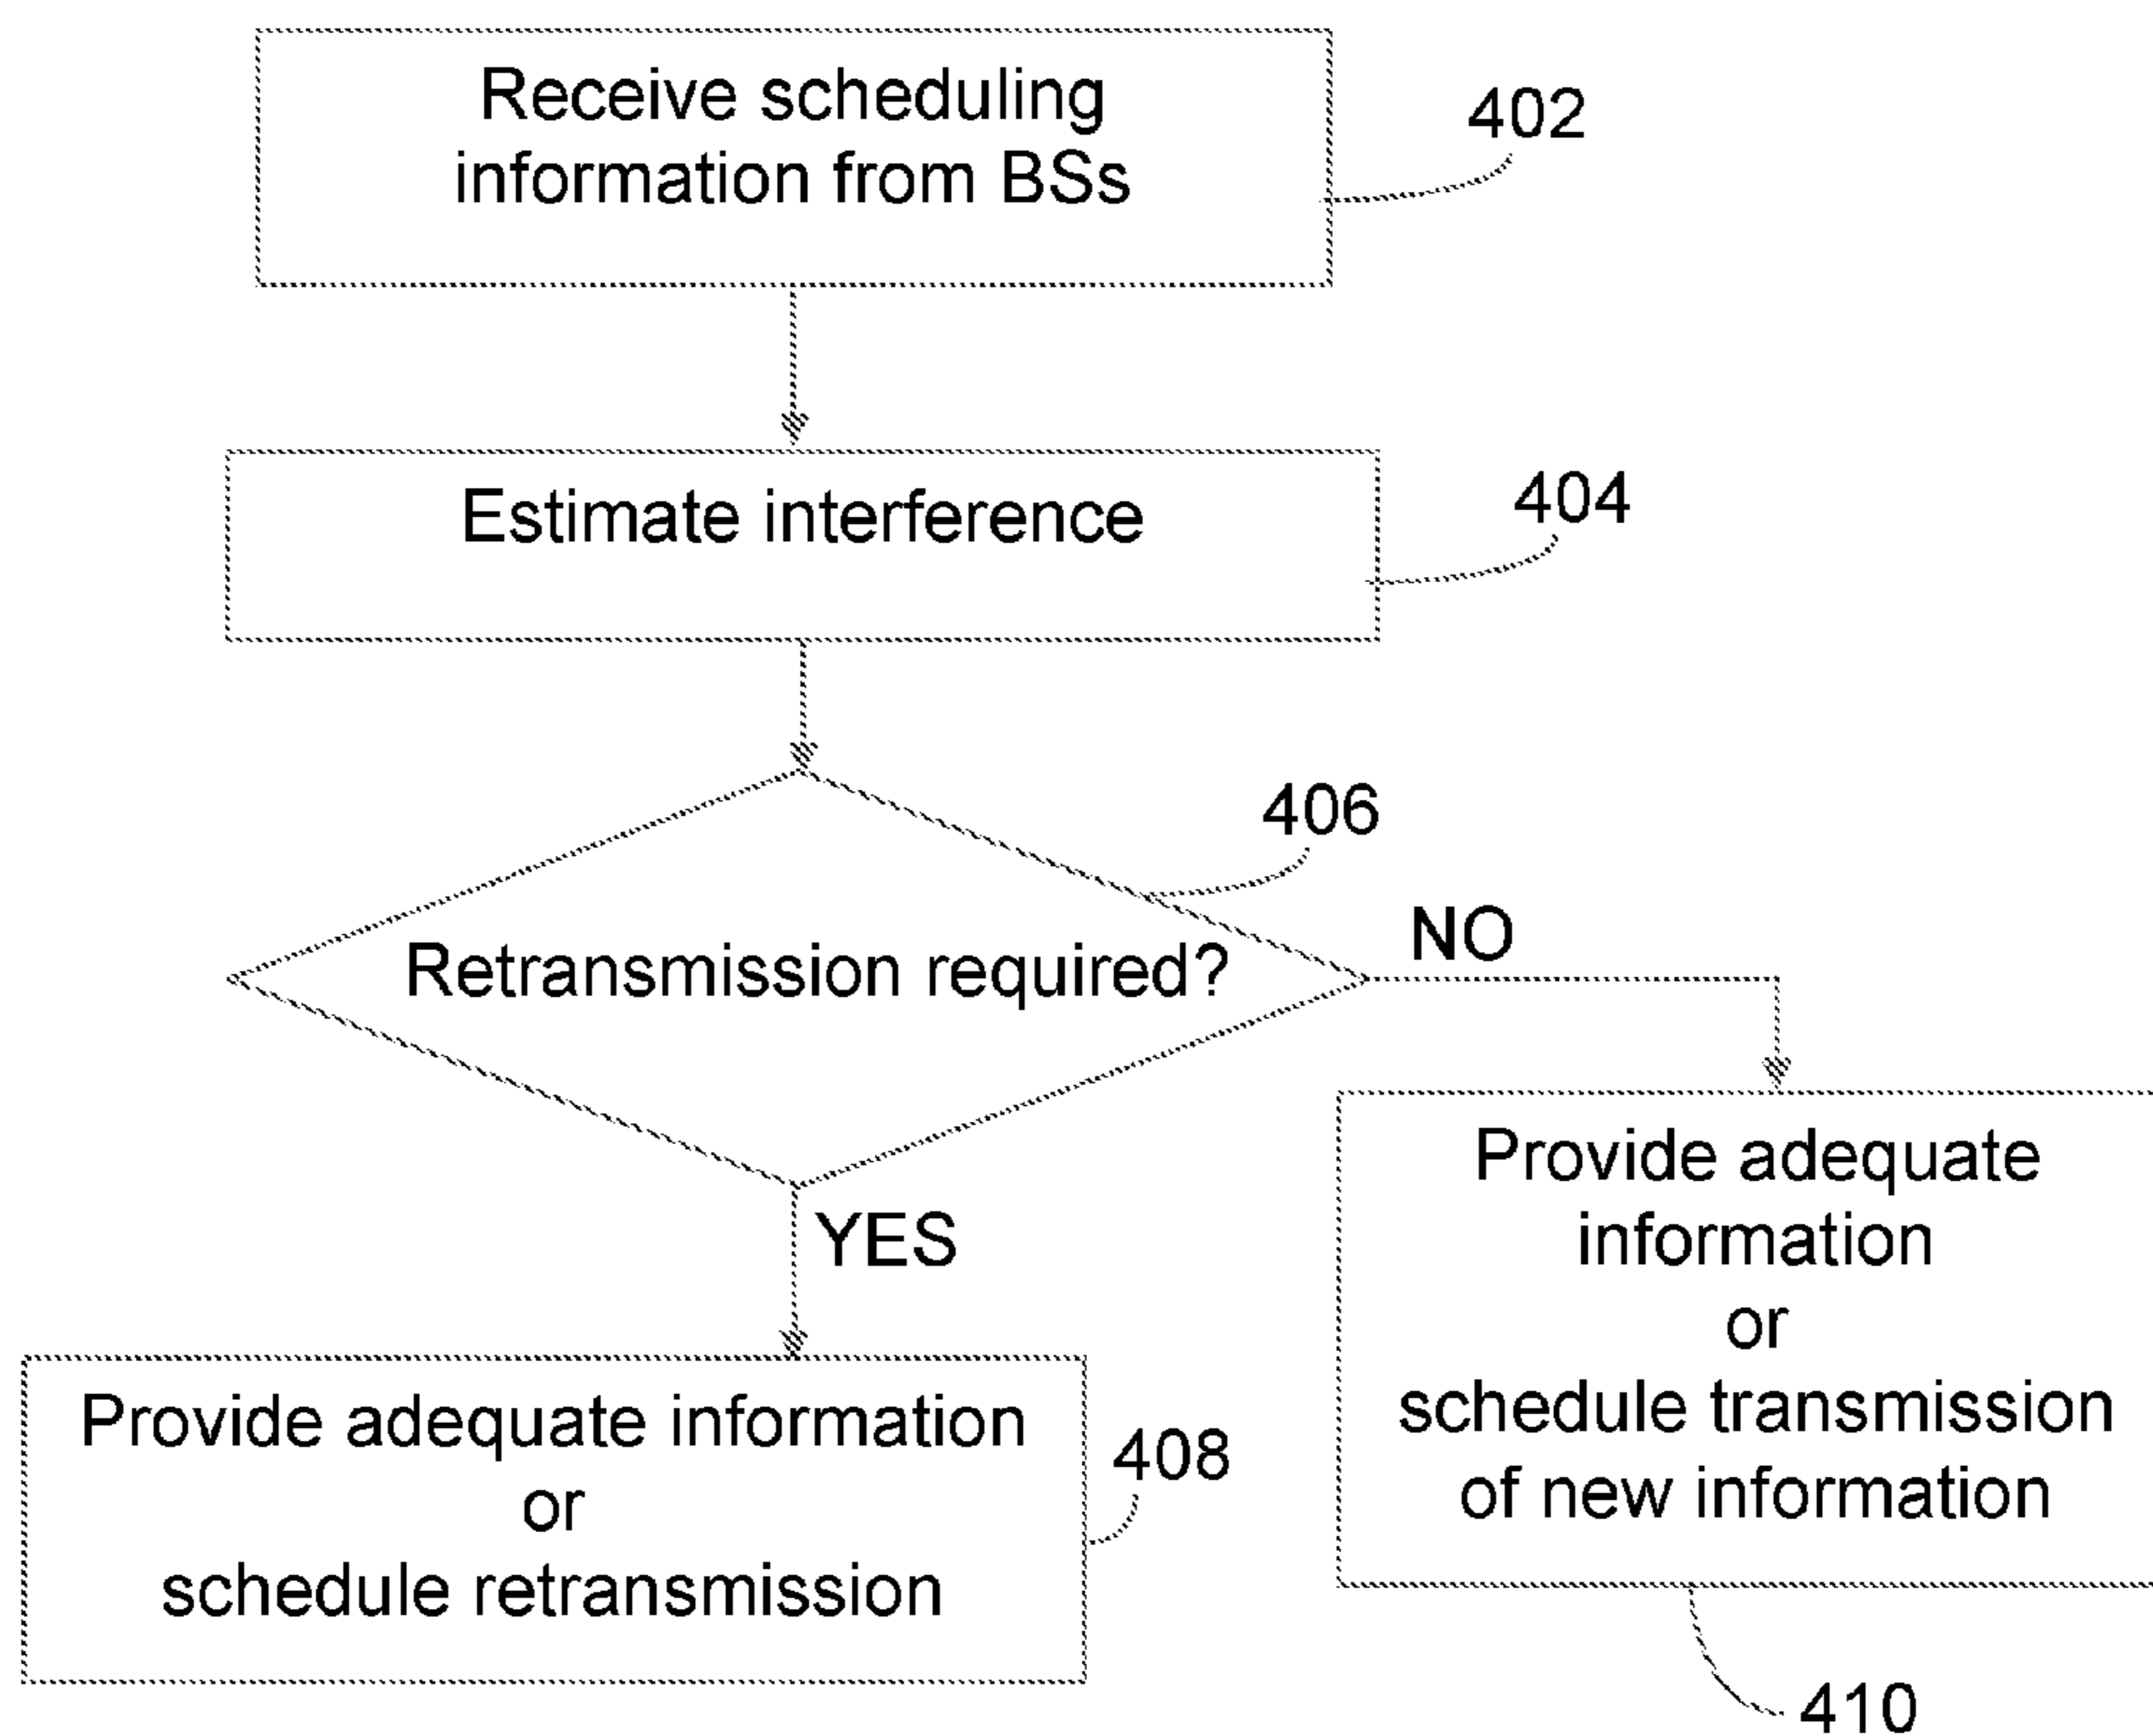 Receive scheduling
information from BSs
402
Estimate interference
404
406
Retransmission required?
NO
YES
Provide adequate information
or
schedule retransmission
408
Provide adequate
information
or
schedule transmission
of new information
410